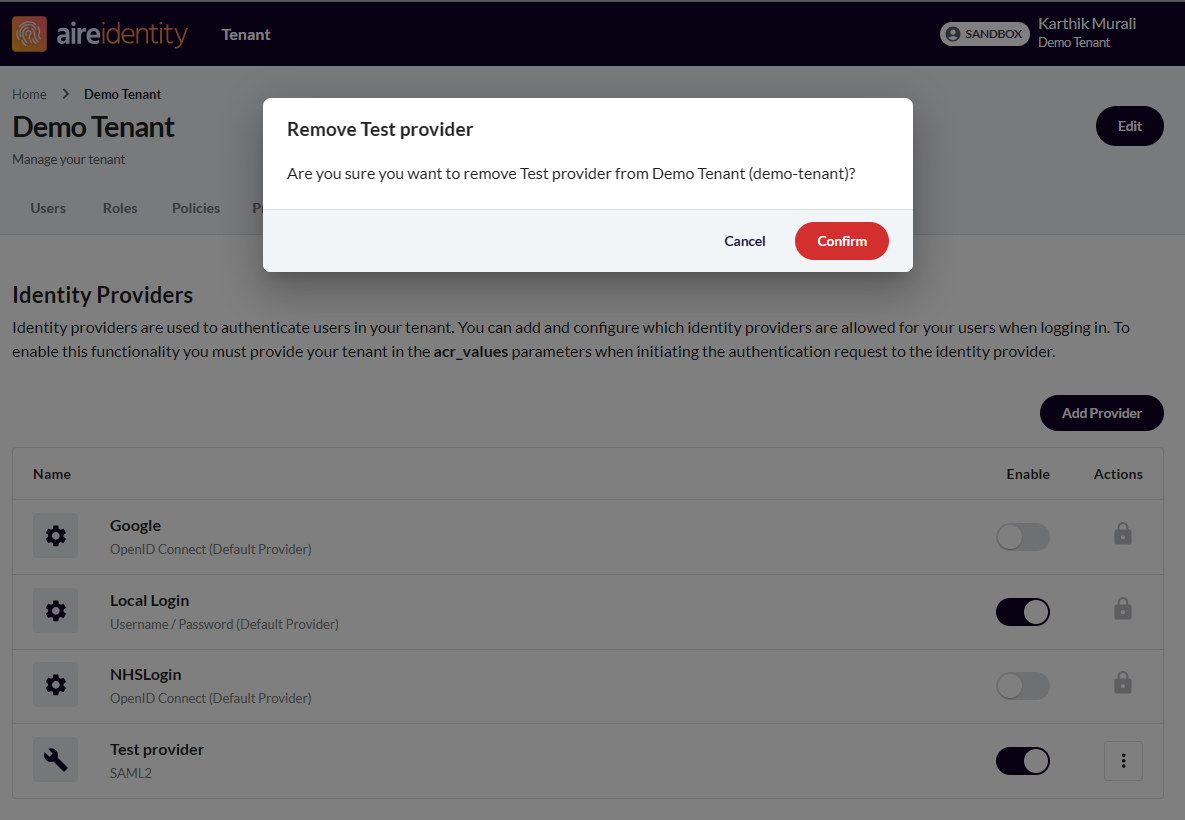 aireidentity
Tenant
SANDBOX
Karthik Murali
Demo Tenant
Home
Demo Tenant
Demo Tenant
Manage your tenant
Edit
Users
Roles
Policies
Remove Test provider
Are you sure you want to remove Test provider from Demo Tenant (demo-tenant)?
Cancel
Confirm
Identity Providers
Identity providers are used to authenticate users in your tenant. You can add and configure which identity providers are allowed for your users when logging in. To
enable this functionality you must provide your tenant in the acr_values parameters when initiating the authentication request to the identity provider.
Add Provider
Name
Enable
Actions
Google
OpenID Connect (Default Provider)
Local Login
Username / Password (Default Provider)
NHSLogin
OpenID Connect (Default Provider)
Test provider
SAML2